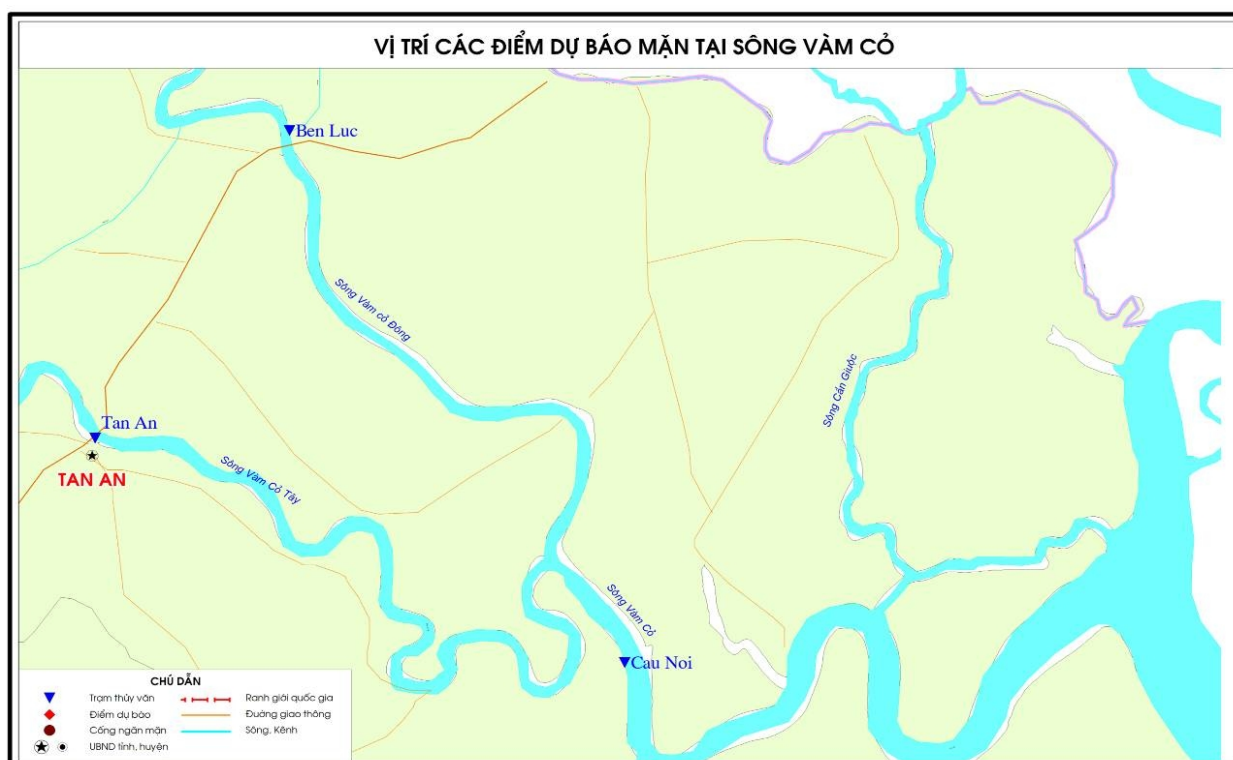 VỊ TRÍ CÁC ĐIỂM DỰ BÁO MẶN TẠI SÔNG VÀM CỎ
Ben Luc
Sông Vàm cỏ Đông
Sông Cần Giuộc
Tan An
TAN AN
Sông Vàm Cỏ Tây
Sông Vàm Cỏ
Cau Noi
CHÚ DẪN
Trạm thủy văn
Ranh giới quốc gia
Điểm dự báo
Đường giao thông
Cống ngăn mặn
Sông, Kênh
UBND tỉnh, huyện